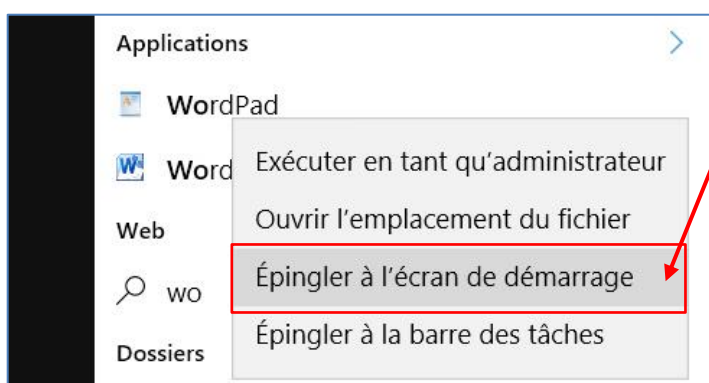 Applications
WordPad
Word
Exécuter en tant qu'administrateur
Ouvrir l'emplacement du fichier
Web
Épingler à l'écran de démarrage
wo
Épingler à la barre des tâches
Dossiers